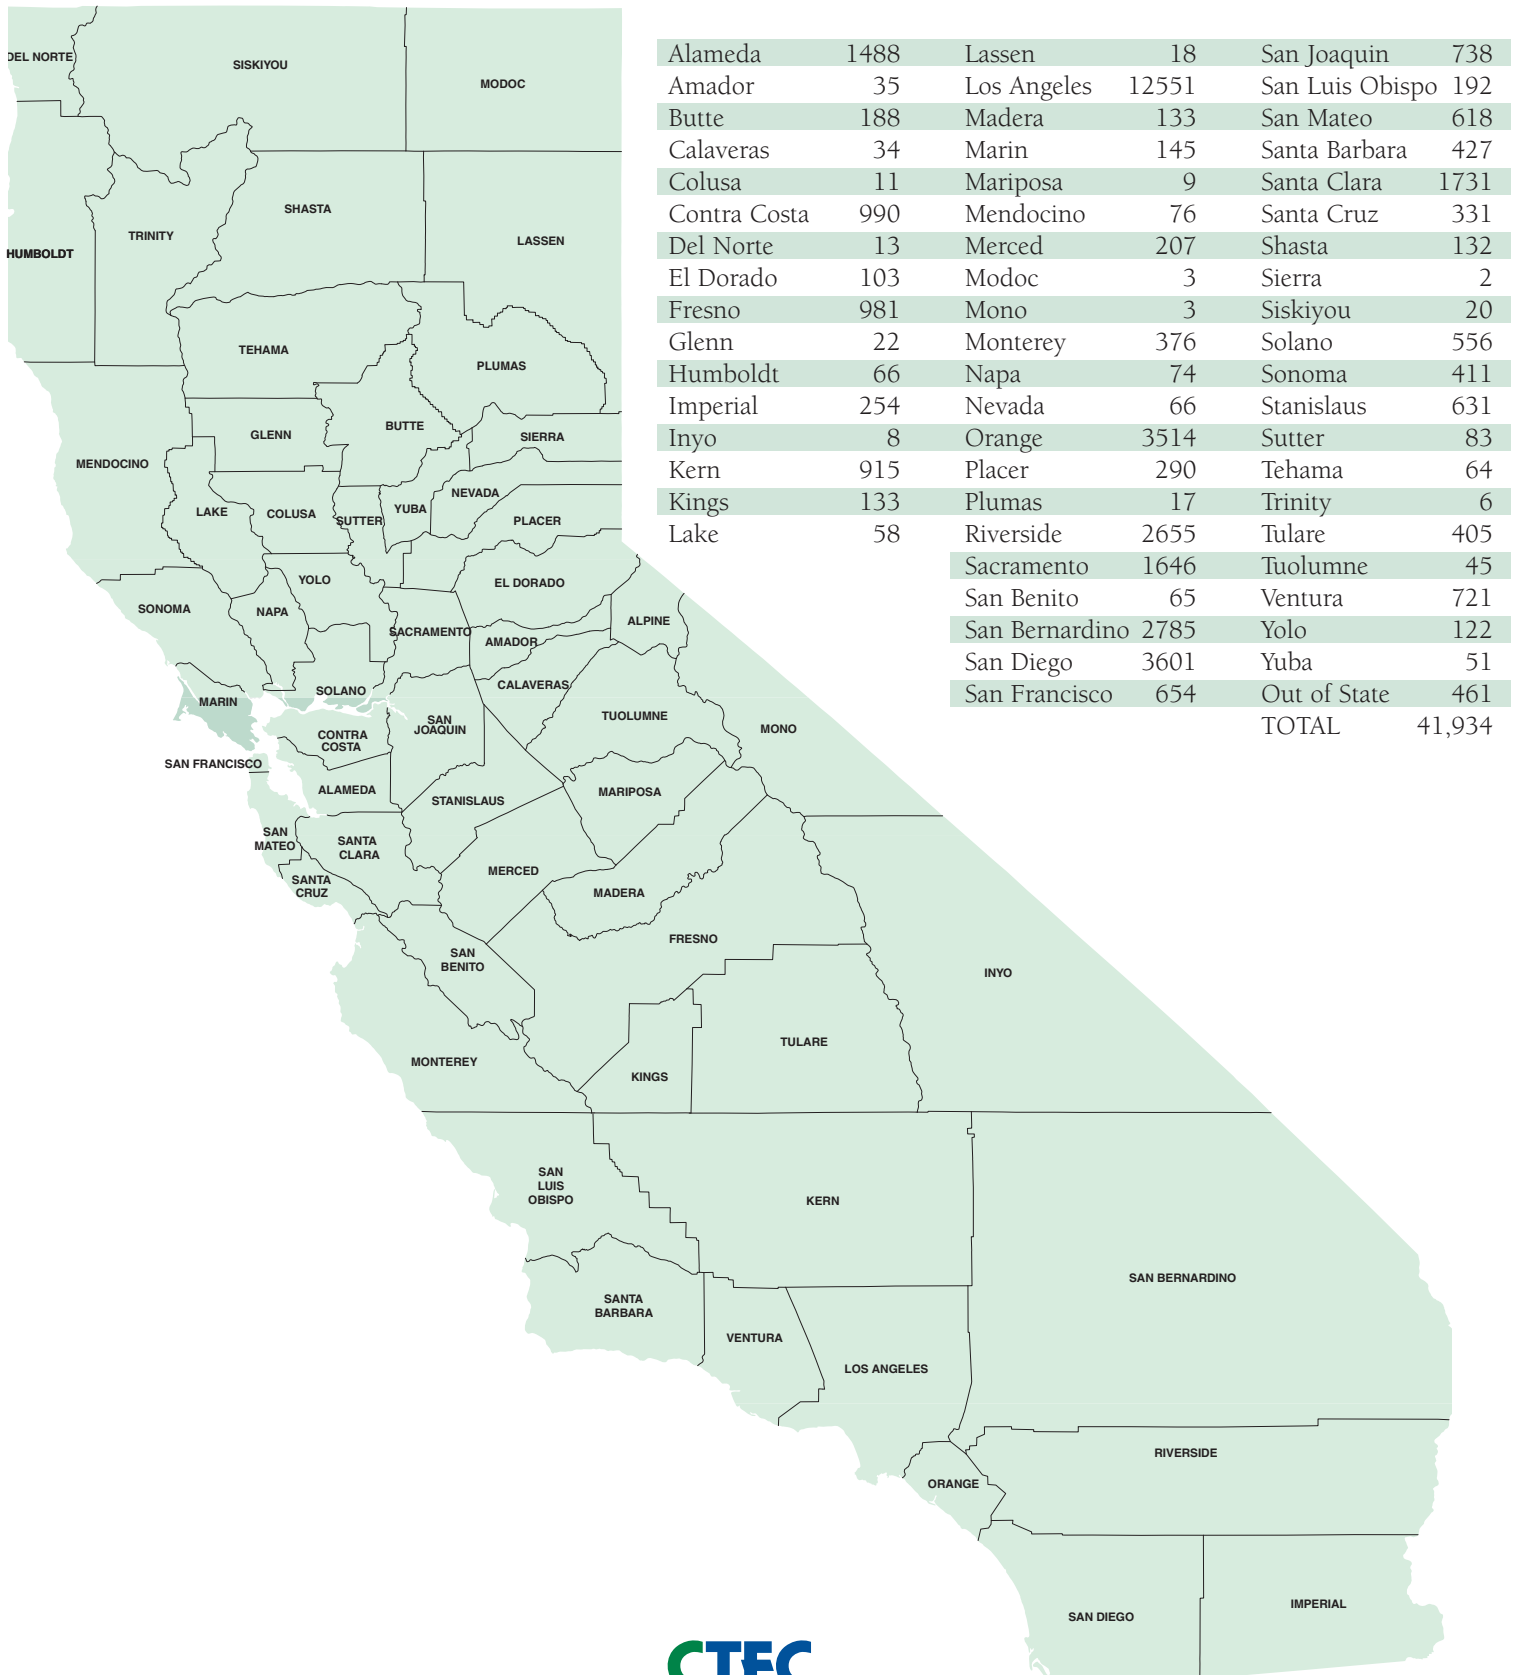 Alameda 1488
Amador 35
Butte 188
Calaveras 34
Colusa 11
Contra Costa 990
Del Norte 13
El Dorado 103
Fresno 981
Glenn 22
Humboldt 66
Imperial 254
Inyo 8
Kern 915
Kings 133
Lake 58
Lassen 18
Los Angeles 12551
Madera 133
Marin 145
Mariposa 9
Mendocino 76
Merced 207
Modoc 3
Mono 3
Monterey 376
Napa 74
Nevada 66
Orange 3514
Placer 290
Plumas 17
Riverside 2655
Sacramento 1646
San Benito 65
San Bernardino 2785
San Diego 3601
San Francisco 654
San Joaquin 738
San Luis Obispo 192
San Mateo 618
Santa Barbara 427
Santa Clara 1731
Santa Cruz 331
Shasta 132
Sierra 2
Siskiyou 20
Solano 556
Sonoma 411
Stanislaus 631
Sutter 83
Tehama 64
Trinity 6
Tulare 405
Tuolumne 45
Ventura 721
Yolo 122
Yuba 51
Out of State 461
TOTAL 41,934
DEL NORTE
SISKIYOU
MODOC
HUMBOLDT
TRINITY
SHASTA
LASSEN
TEHAMA
PLUMAS
MENDOCINO
GLENN
BUTTE
SIERRA
LAKE
COLUSA
SUTTER
YUBA
NEVADA
PLACER
SONOMA
NAPA
YOLO
EL DORADO
SACRAMENTO
AMADOR
ALPINE
MARIN
SOLANO
CALAVERAS
SAN
JOAQUIN
TUOLUMNE
MONO
CONTRA
COSTA
SAN FRANCISCO
ALAMEDA
STANISLAUS
MARIPOSA
SAN
MATEO
SANTA
CLARA
SANTA
CRUZ
MERCED
MADERA
FRESNO
SAN
BENITO
INYO
MONTEREY
KINGS
TULARE
SAN
LUIS
OBISPO
KERN
SAN BERNARDINO
SANTA
BARBARA
VENTURA
LOS ANGELES
ORANGE
RIVERSIDE
SAN DIEGO
IMPERIAL
CTEC